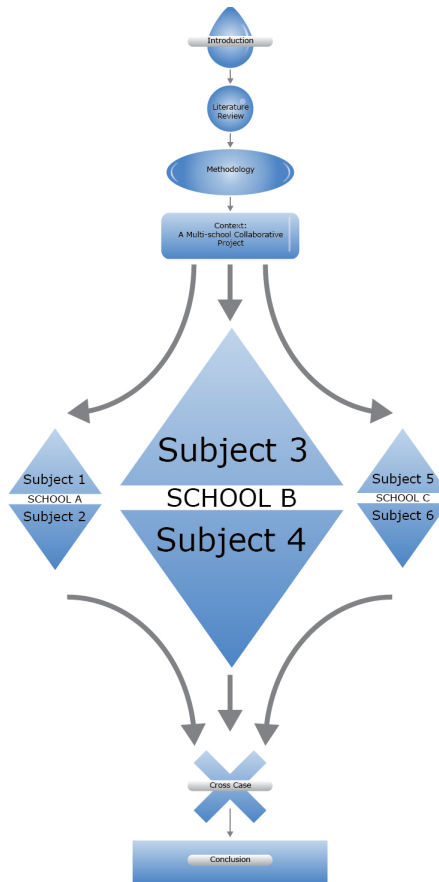 Introduction
Literature
Review
Methodology
Context:
A Multi-school Collaborative
Project
Subject 1
SCHOOL A
Subject 2
Subject 3
SCHOOL B
Subject 4
Subject 5
SCHOOL C
Subject 6
Cross Case
Conclusion